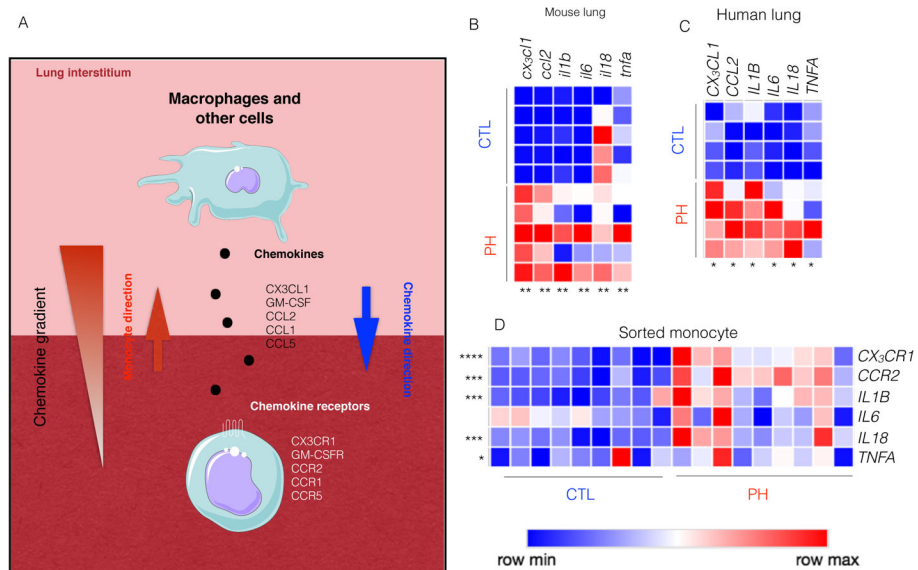 A
Lung interstitium
Macrophages and
other cells
Chemokines
CX3CL1
GM-CSF
CCL2
CCL1
CCL5
Chemokine gradient
Monocyte direction
Chemokine direction
Chemokine receptors
CX3CR1
GM-CSFR
CCR2
CCR1
CCR5
B
Mouse lung
cx₃cl1
ccl2
il1b
il6
il18
tnfa
CTL
PH
** ** ** ** ** **
C
Human lung
CX₃CL1
CCL2
IL1B
IL6
IL18
TNFA
CTL
PH
* * * * * *
D
Sorted monocyte
**** CX₃CR1
*** CCR2
*** IL1B
IL6
*** IL18
* TNFA
CTL PH
row min row max